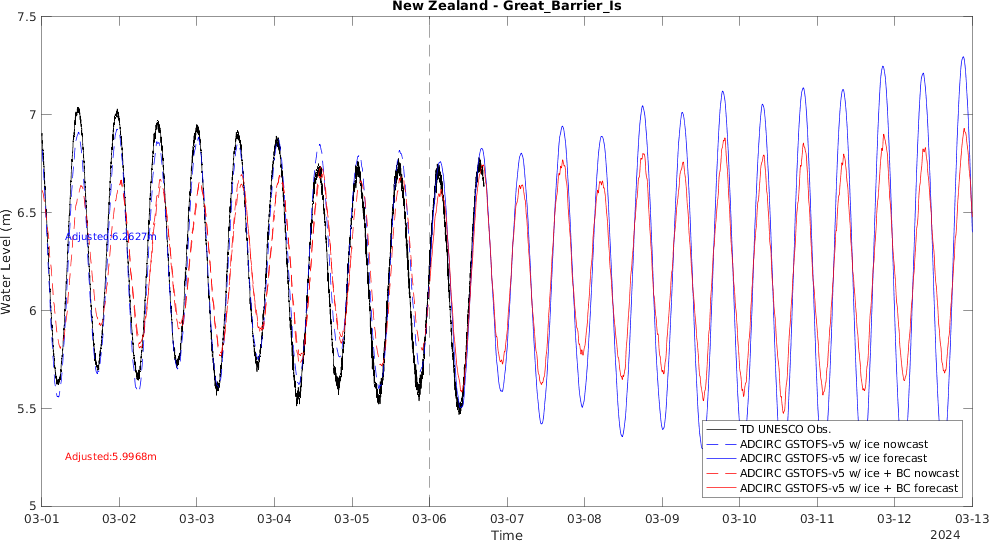 New Zealand - Great_Barrier_Is
7.5
7
6.5
6
5.5
5
Water Level (m)
Adjusted:6.2627m
Adjusted:5.9968m
TD UNESCO Obs.
ADCIRC GSTOFS-v5 w/ ice nowcast
ADCIRC GSTOFS-v5 w/ ice forecast
ADCIRC GSTOFS-v5 w/ ice + BC nowcast
ADCIRC GSTOFS-v5 w/ ice + BC forecast
03-01 03-02 03-03 03-04 03-05 03-06 03-07 03-08 03-09 03-10 03-11 03-12 03-13
Time
2024